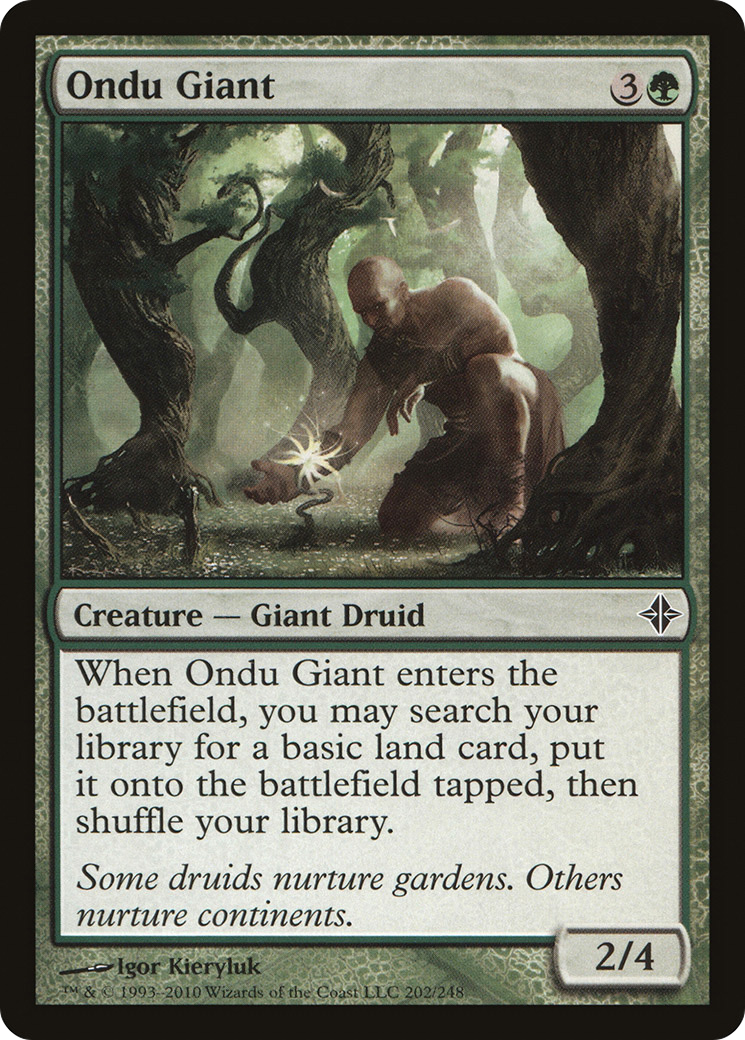 Ondu Giant 3
Creature — Giant Druid
When Ondu Giant enters the
battlefield, you may search your
library for a basic land card, put
it onto the battlefield tapped, then
shuffle your library.
Some druids nurture gardens. Others
nurture continents.
2/4
Igor Kieryluk
™ & © 1993–2010 Wizards of the Coast LLC 202/248